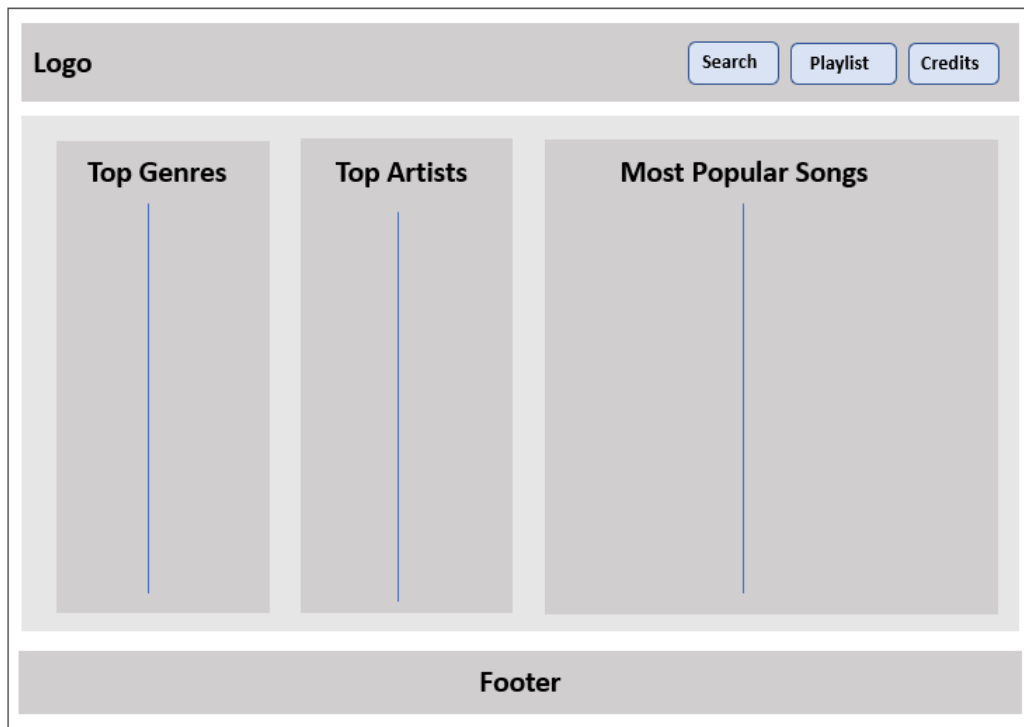 Logo
Search
Playlist
Credits
Top Genres
Top Artists
Most Popular Songs
Footer